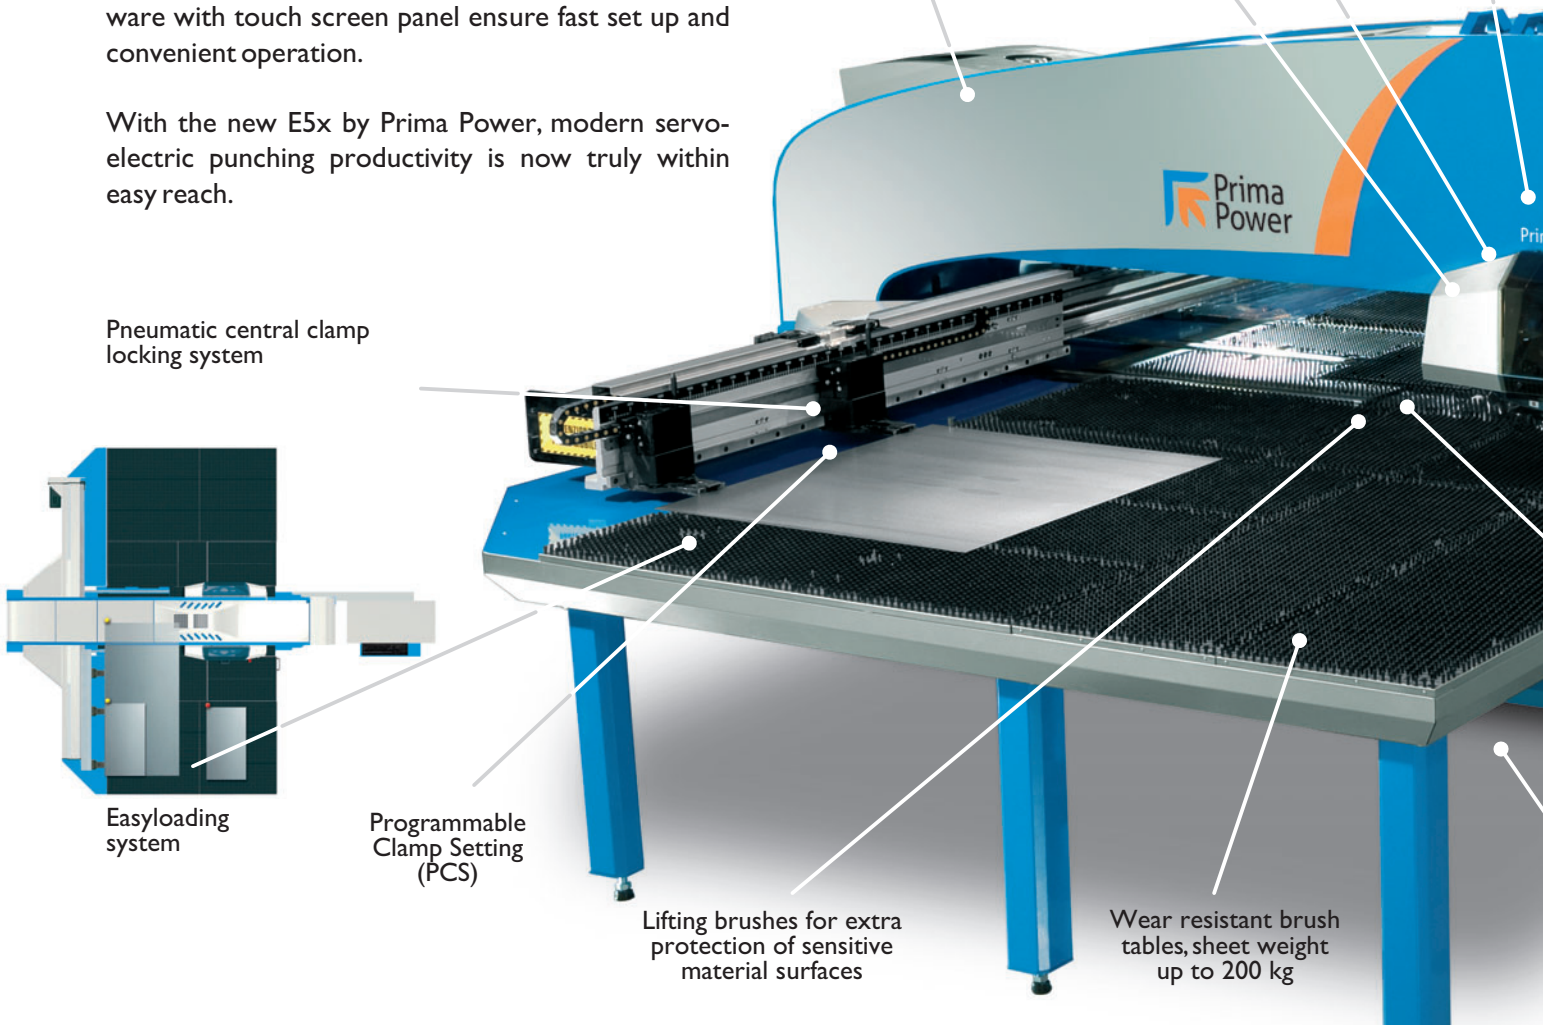 ware with touch screen panel ensure fast set up and
convenient operation.
With the new E5x by Prima Power, modern servo-
electric punching productivity is now truly within
easy reach.
Prima
Power
Pneumatic central clamp
locking system
Easyloading
system
Programmable
Clamp Setting
(PCS)
Lifting brushes for extra
protection of sensitive
material surfaces
Wear resistant brush
tables, sheet weight
up to 200 kg